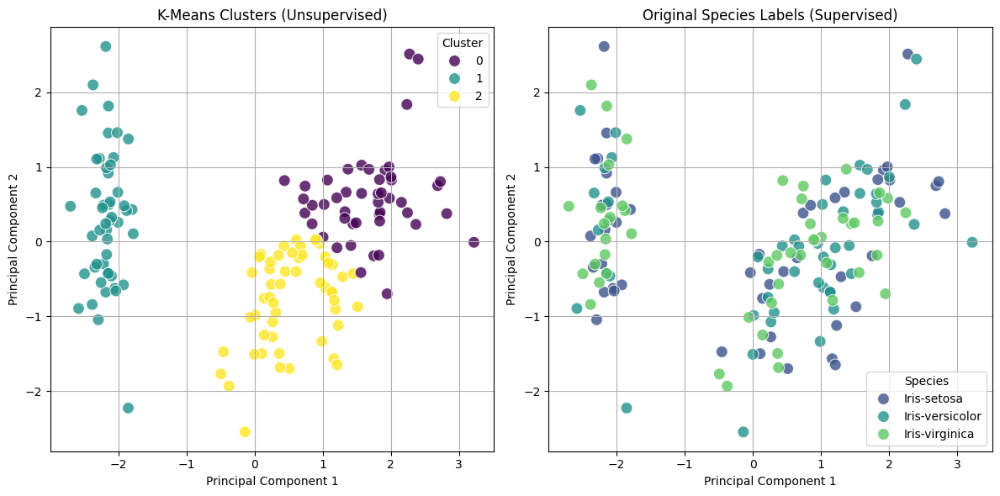 K-Means Clusters (Unsupervised)
Cluster
0
1
2
2
1
0
−1
−2
Principal Component 2
−2
−1
0
1
2
3
Principal Component 1
Original Species Labels (Supervised)
2
1
0
−1
−2
Principal Component 2
Species
Iris-setosa
Iris-versicolor
Iris-virginica
−2
−1
0
1
2
3
Principal Component 1